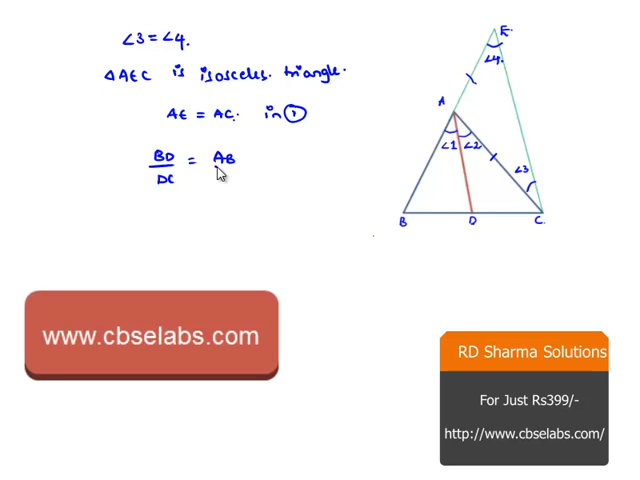 ∠3 = ∠4.
△AEC is isosceles triangle.
AE = AC. in ①
BD/DC = AB
E.
∠4.
A
∠1 ∠2
∠3
B D C.
www.cbselabs.com
RD Sharma Solutions
For Just Rs399/-
http://www.cbselabs.com/